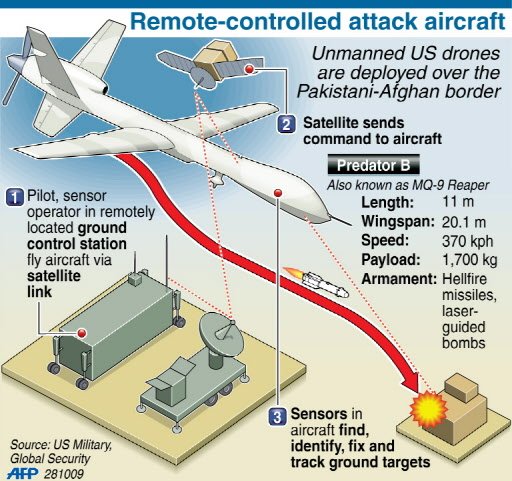 Remote-controlled attack aircraft
Unmanned US drones
are deployed over the
Pakistani-Afghan border
2 Satellite sends
command to aircraft
Predator B
Also known as MQ-9 Reaper
Length: 11 m
Wingspan: 20.1 m
Speed: 370 kph
Payload: 1,700 kg
Armament: Hellfire
missiles,
laser-
guided
bombs
1 Pilot, sensor
operator in remotely
located ground
control station
fly aircraft via
satellite
link
3 Sensors in
aircraft find,
identify, fix and
track ground targets
Source: US Military,
Global Security
AFP 281009